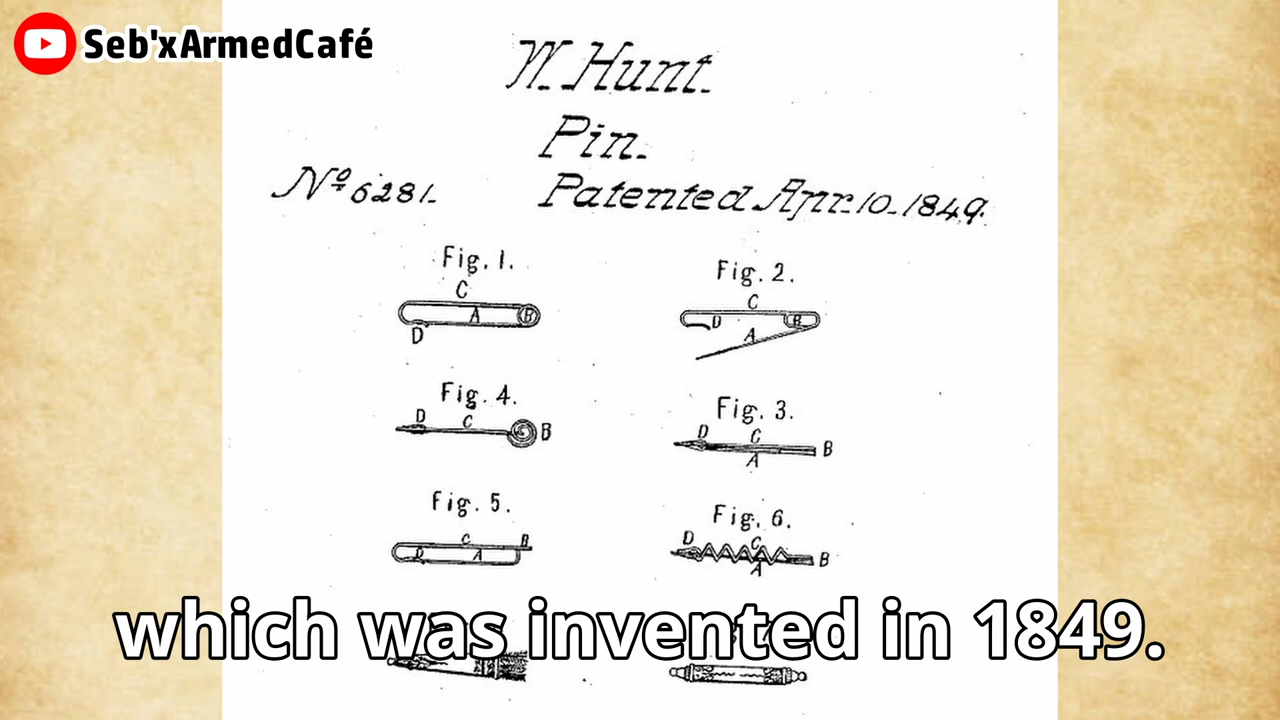 Seb'xArmedCafé
W. Hunt.
Pin.
Nº 6281.
Patented Apr. 10. 1849.
Fig. 1.
C
A
B
D
Fig. 2.
C
D
B
A
Fig. 4.
D
C
B
Fig. 3.
D
C
B
A
Fig. 5.
C
B
D
A
Fig. 6.
D
C
B
A
which was invented in 1849.